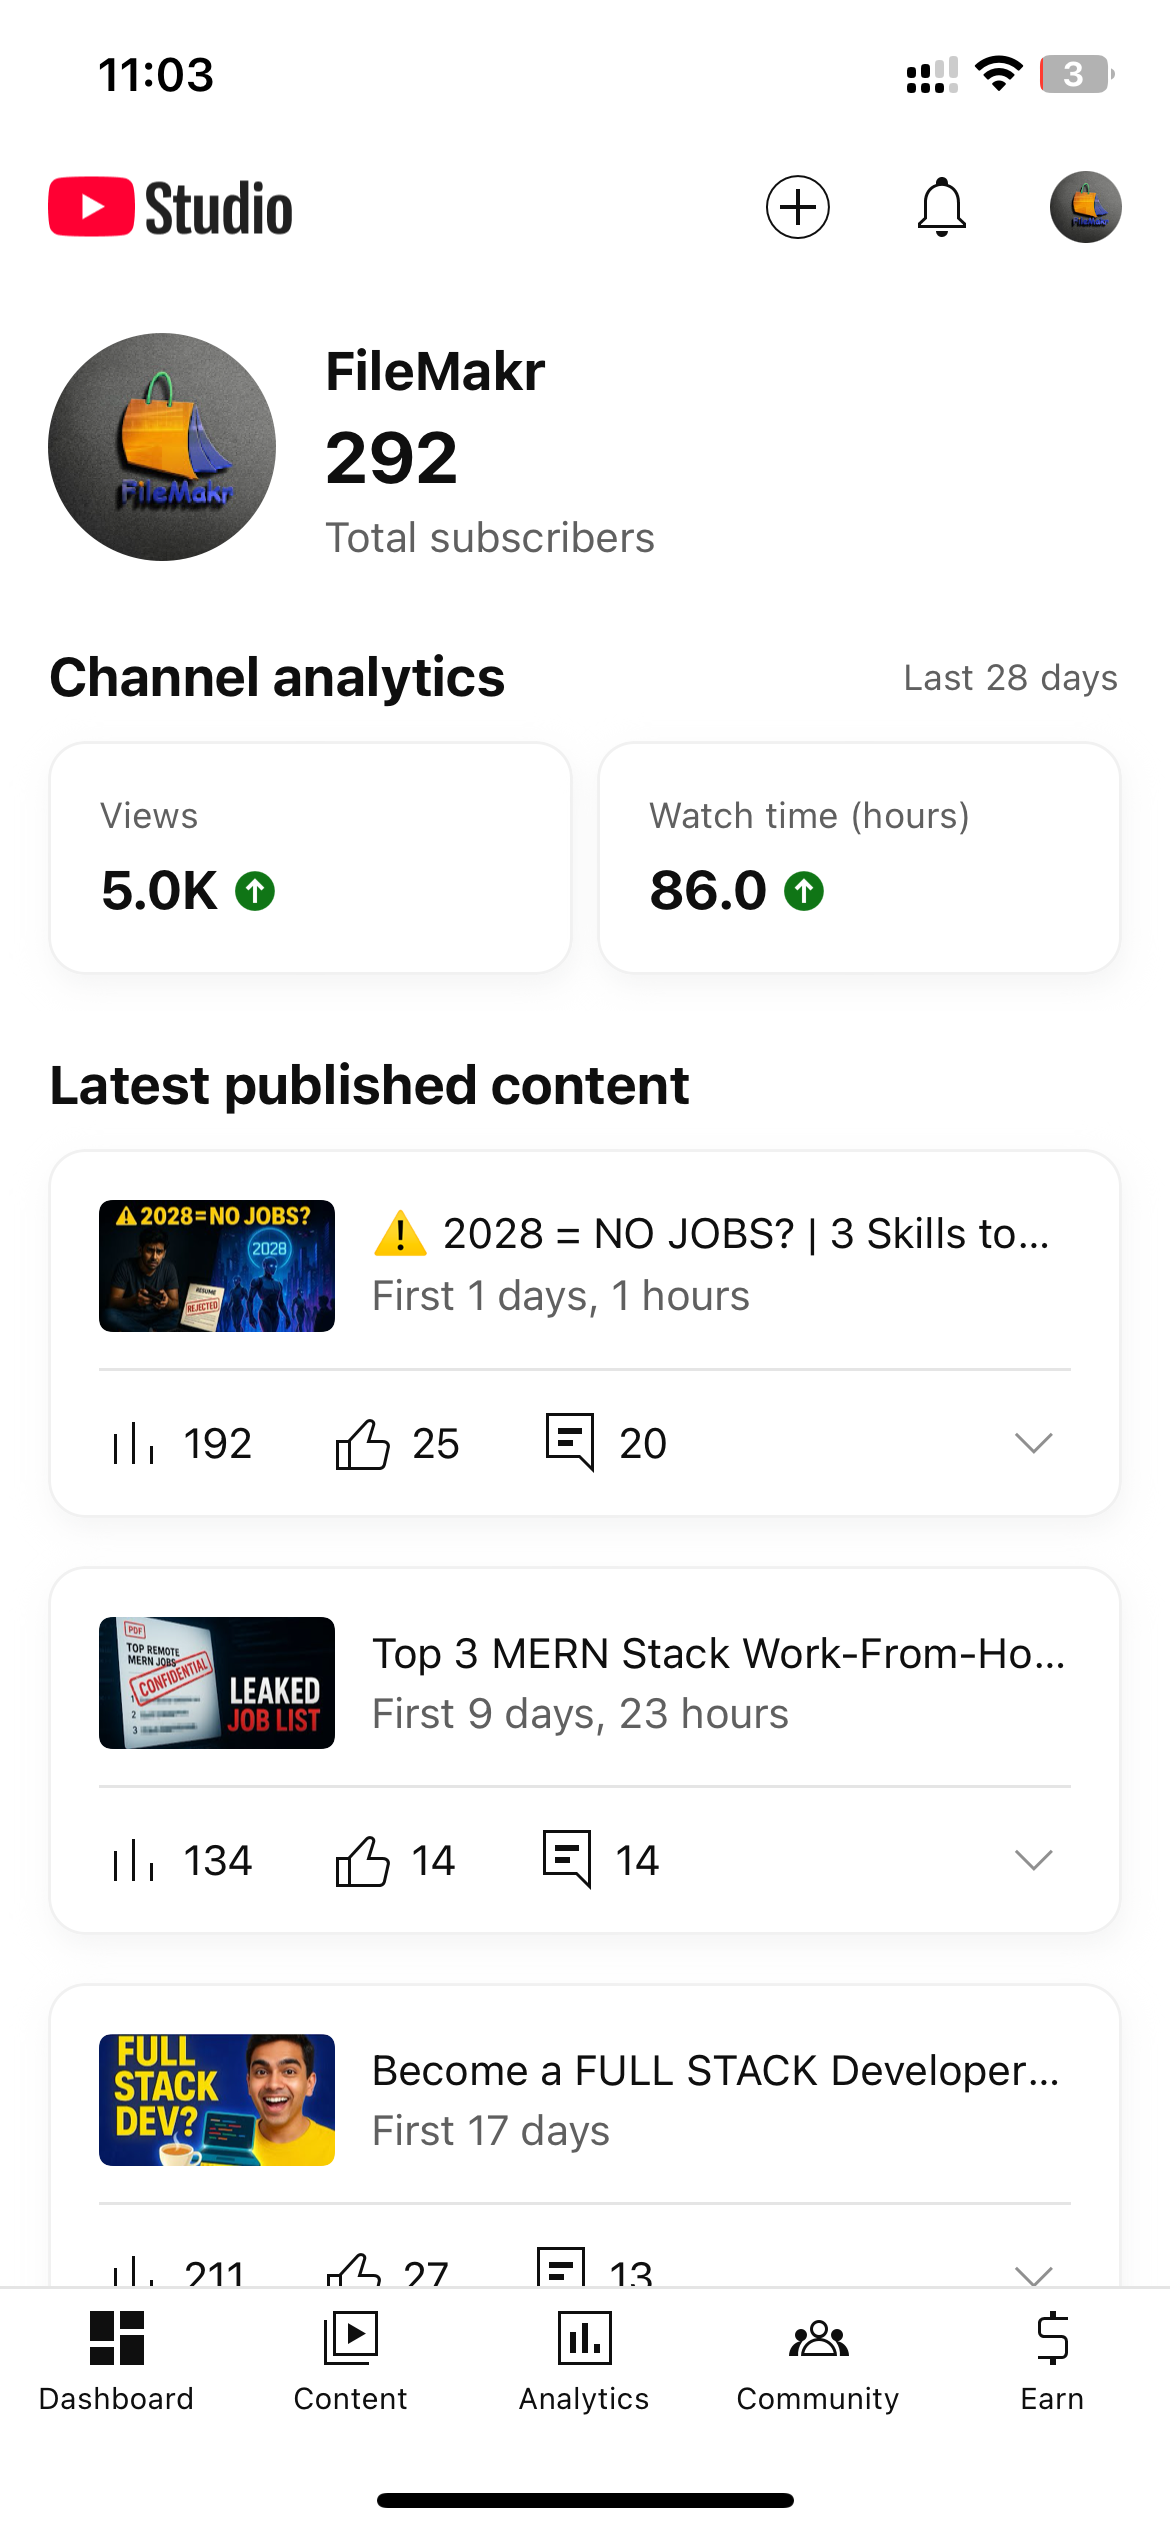 11:03
3
Studio
FileMakr
FileMakr
292
Total subscribers
FileMakr
Channel analytics
Last 28 days
Views
Watch time (hours)
5.0K
86.0
Latest published content
⚠️2028=NO JOBS?
2028
RESUME
REJECTED
⚠️ 2028 = NO JOBS? | 3 Skills to...
First 1 days, 1 hours
192
25
20
PDF
TOP REMOTE
MERN JOBS
CONFIDENTIAL
1
2
3
LEAKED
JOB LIST
Top 3 MERN Stack Work-From-Ho...
First 9 days, 23 hours
134
14
14
FULL
STACK
DEV?
Become a FULL STACK Developer...
First 17 days
211
27
13
Dashboard
Content
Analytics
Community
Earn